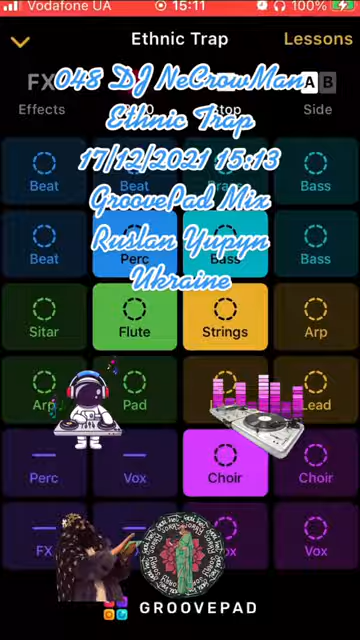 Vodafone UA 15:11 100%
Ethnic Trap Lessons
FX A B
Effects Stop Side
048 DJ NeCrowMan
Ethnic Trap
17/12/2021 15:13
GroovePad Mix
Ruslan Yupyn
Ukraine
Beat Beat Bass
Beat Perc Bass Bass
Sitar Flute Strings Arp
Arp Pad Lead
Perc Vox Choir Choir
FX Vox Vox
GROOVEPAD